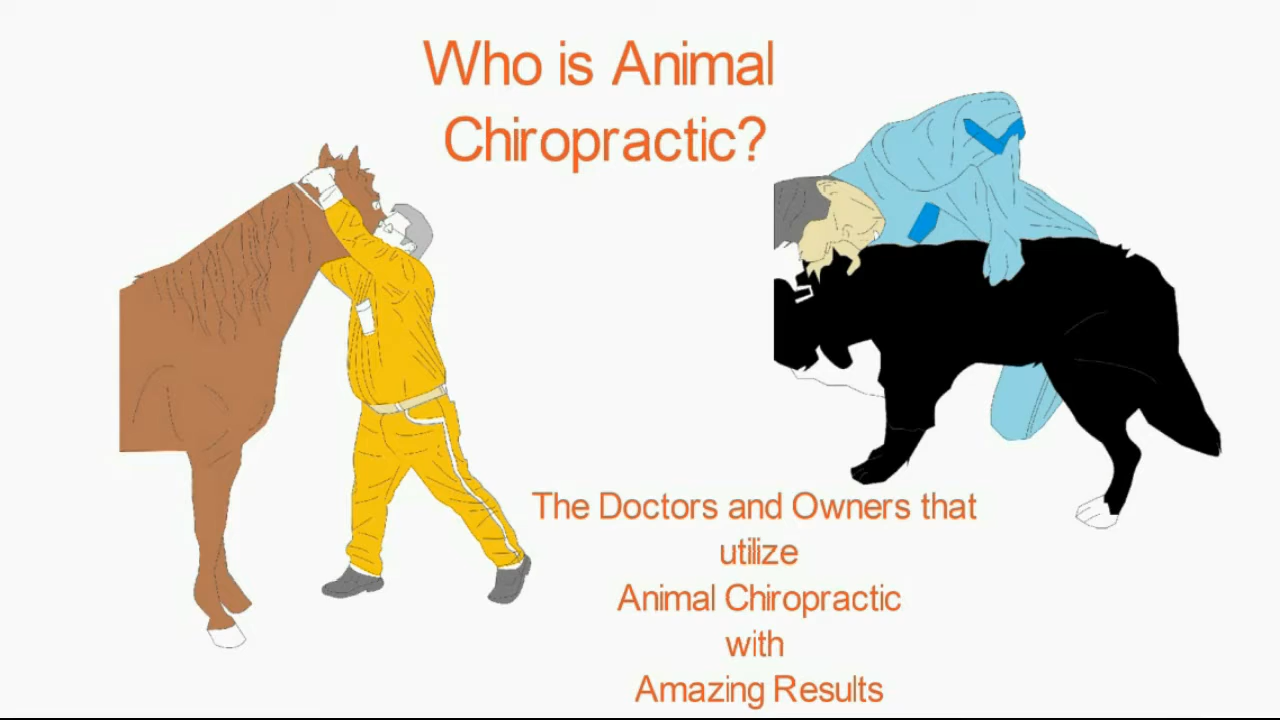 Who is Animal
Chiropractic?
The Doctors and Owners that
utilize
Animal Chiropractic
with
Amazing Results